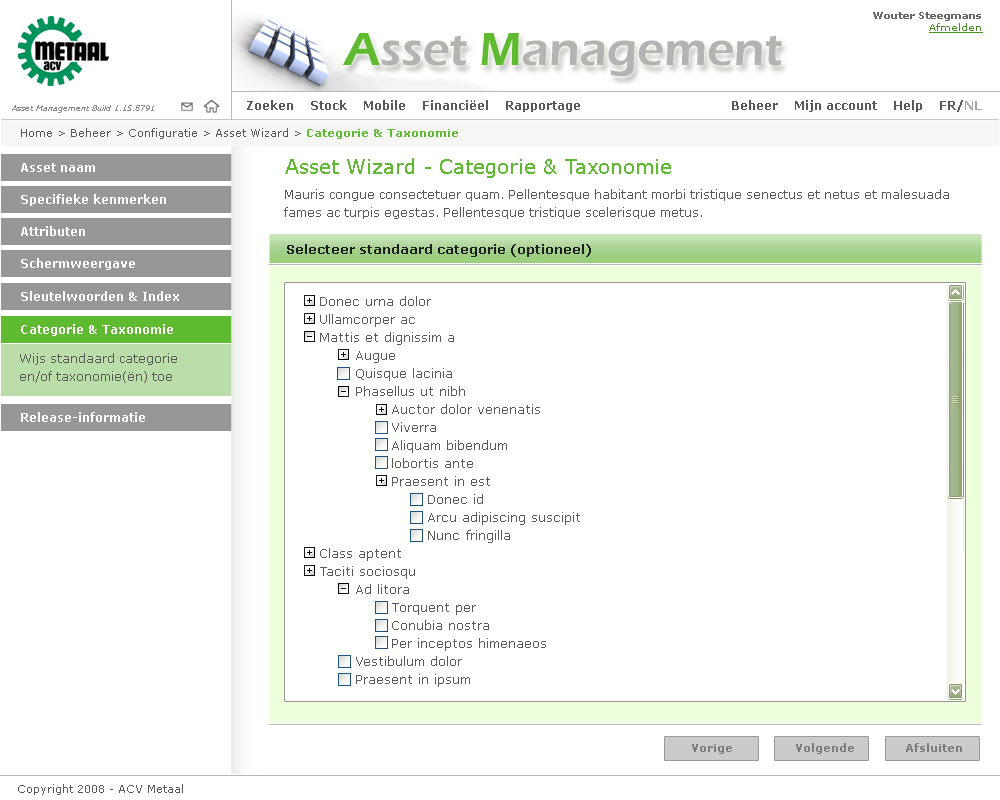 METAAL
acv
Asset Management
Wouter Steegmans
Afmelden
Asset Management Build 1.15.8791
Zoeken Stock Mobile Financiëel Rapportage Beheer Mijn account Help FR/NL
Home > Beheer > Configuratie > Asset Wizard > Categorie & Taxonomie
Asset naam
Specifieke kenmerken
Attributen
Schermweergave
Sleutelwoorden & Index
Categorie & Taxonomie
Wijs standaard categorie
en/of taxonomie(ën) toe
Release-informatie
Asset Wizard - Categorie & Taxonomie
Mauris congue consectetuer quam. Pellentesque habitant morbi tristique senectus et netus et malesuada
fames ac turpis egestas. Pellentesque tristique scelerisque metus.
Selecteer standaard categorie (optioneel)
Donec urna dolor
Ullamcorper ac
Mattis et dignissim a
Augue
Quisque lacinia
Phasellus ut nibh
Auctor dolor venenatis
Viverra
Aliquam bibendum
lobortis ante
Praesent in est
Donec id
Arcu adipiscing suscipit
Nunc fringilla
Class aptent
Taciti sociosqu
Ad litora
Torquent per
Conubia nostra
Per inceptos himenaeos
Vestibulum dolor
Praesent in ipsum
Vorige Volgende Afsluiten
Copyright 2008 - ACV Metaal